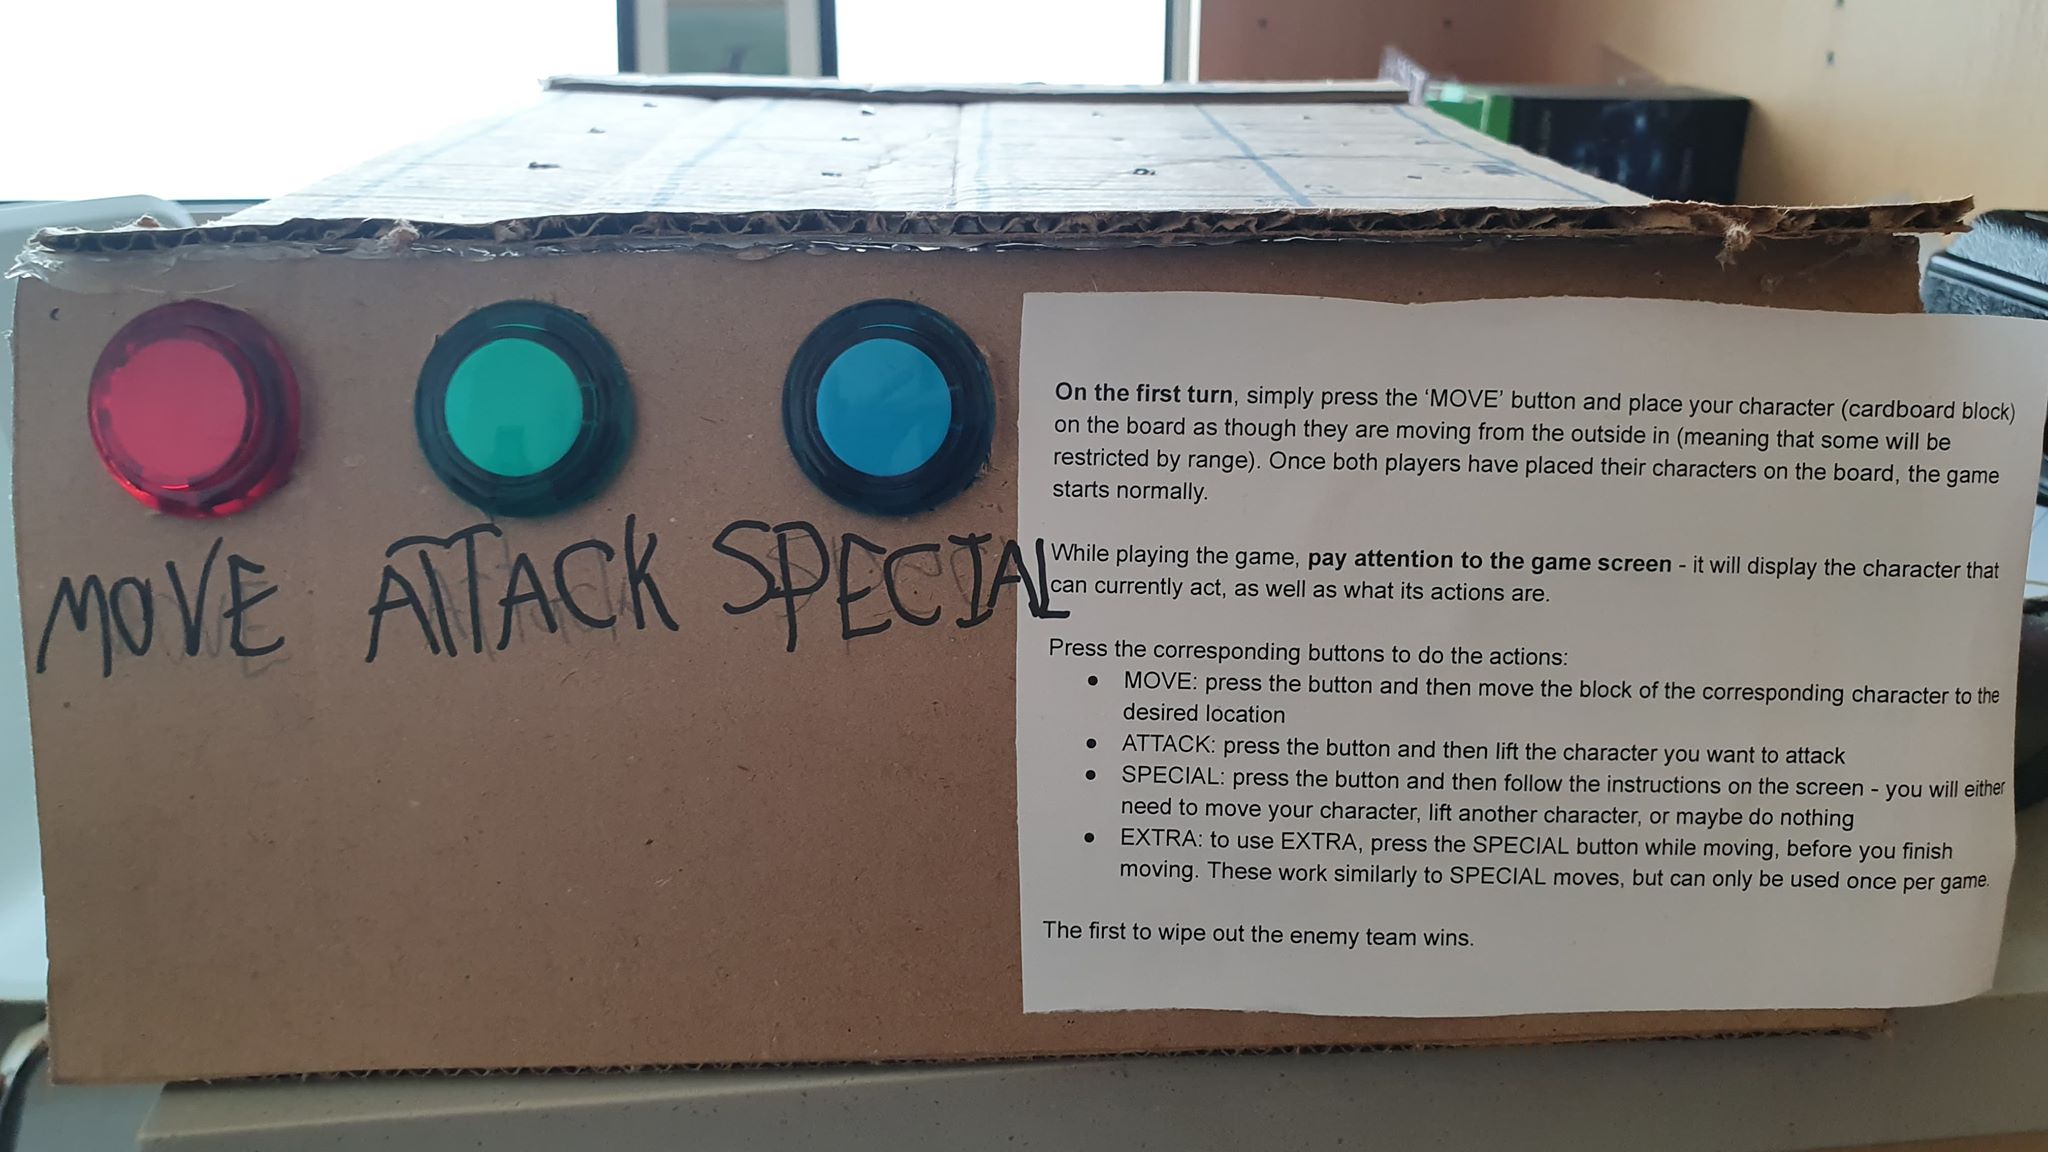 MOVE ATTACK SPECIAL
On the first turn, simply press the ‘MOVE’ button and place your character (cardboard block)
on the board as though they are moving from the outside in (meaning that some will be
restricted by range). Once both players have placed their characters on the board, the game
starts normally.
While playing the game, pay attention to the game screen - it will display the character that
can currently act, as well as what its actions are.
Press the corresponding buttons to do the actions:
● MOVE: press the button and then move the block of the corresponding character to the
desired location
● ATTACK: press the button and then lift the character you want to attack
● SPECIAL: press the button and then follow the instructions on the screen - you will either
need to move your character, lift another character, or maybe do nothing
● EXTRA: to use EXTRA, press the SPECIAL button while moving, before you finish
moving. These work similarly to SPECIAL moves, but can only be used once per game.
The first to wipe out the enemy team wins.